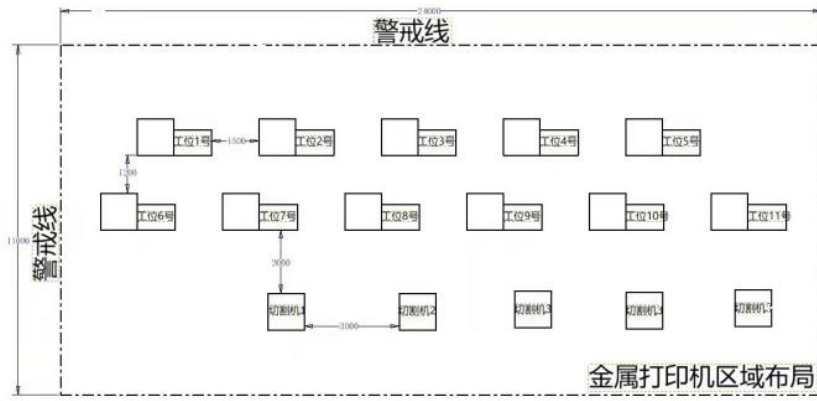 24000
警戒线
工位1号
1500
工位2号
工位3号
工位4号
工位5号
1200
工位6号
工位7号
工位8号
工位9号
工位10号
工位11号
11000
警戒线
2000
切割机1
3000
切割机2
切割机3
切割机
切割机
金属打印机区域布局